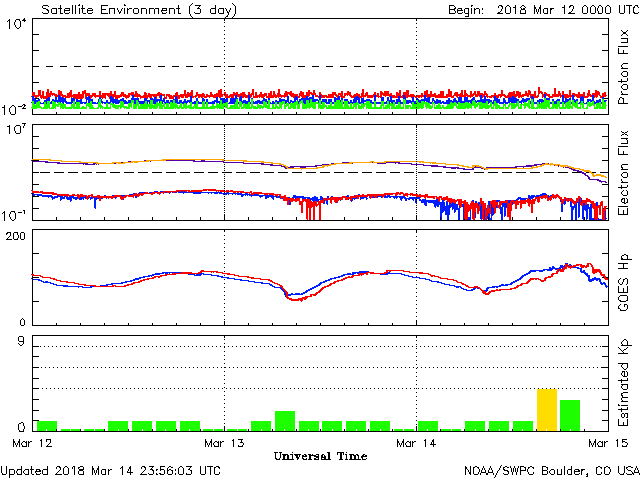 Satellite Environment (3 day) Begin: 2018 Mar 12 0000 UTC
10^4
10^-2
Proton Flux
10^7
10^-1
Electron Flux
200
0
GOES Hp
9
0
Estimated Kp
Mar 12 Mar 13 Mar 14 Mar 15
Universal Time
Updated 2018 Mar 14 23:56:03 UTC NOAA/SWPC Boulder, CO USA